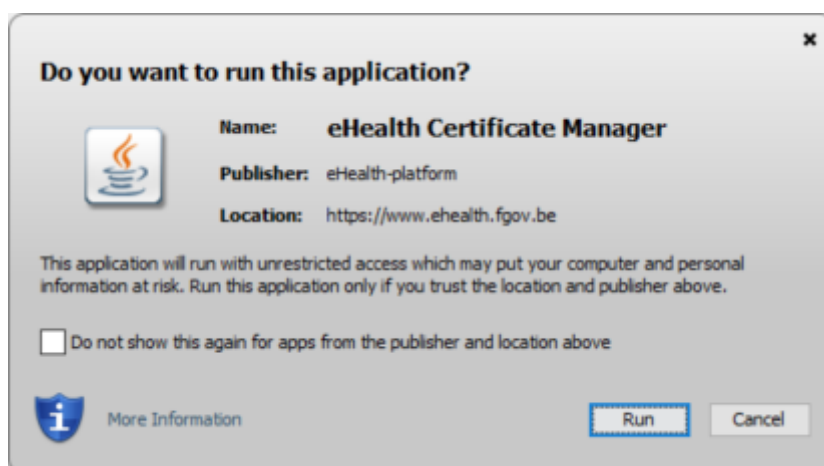 Do you want to run this application?
Name: eHealth Certificate Manager
Publisher: eHealth-platform
Location: https://www.ehealth.fgov.be
This application will run with unrestricted access which may put your computer and personal
information at risk. Run this application only if you trust the location and publisher above.
Do not show this again for apps from the publisher and location above
More Information
Run
Cancel